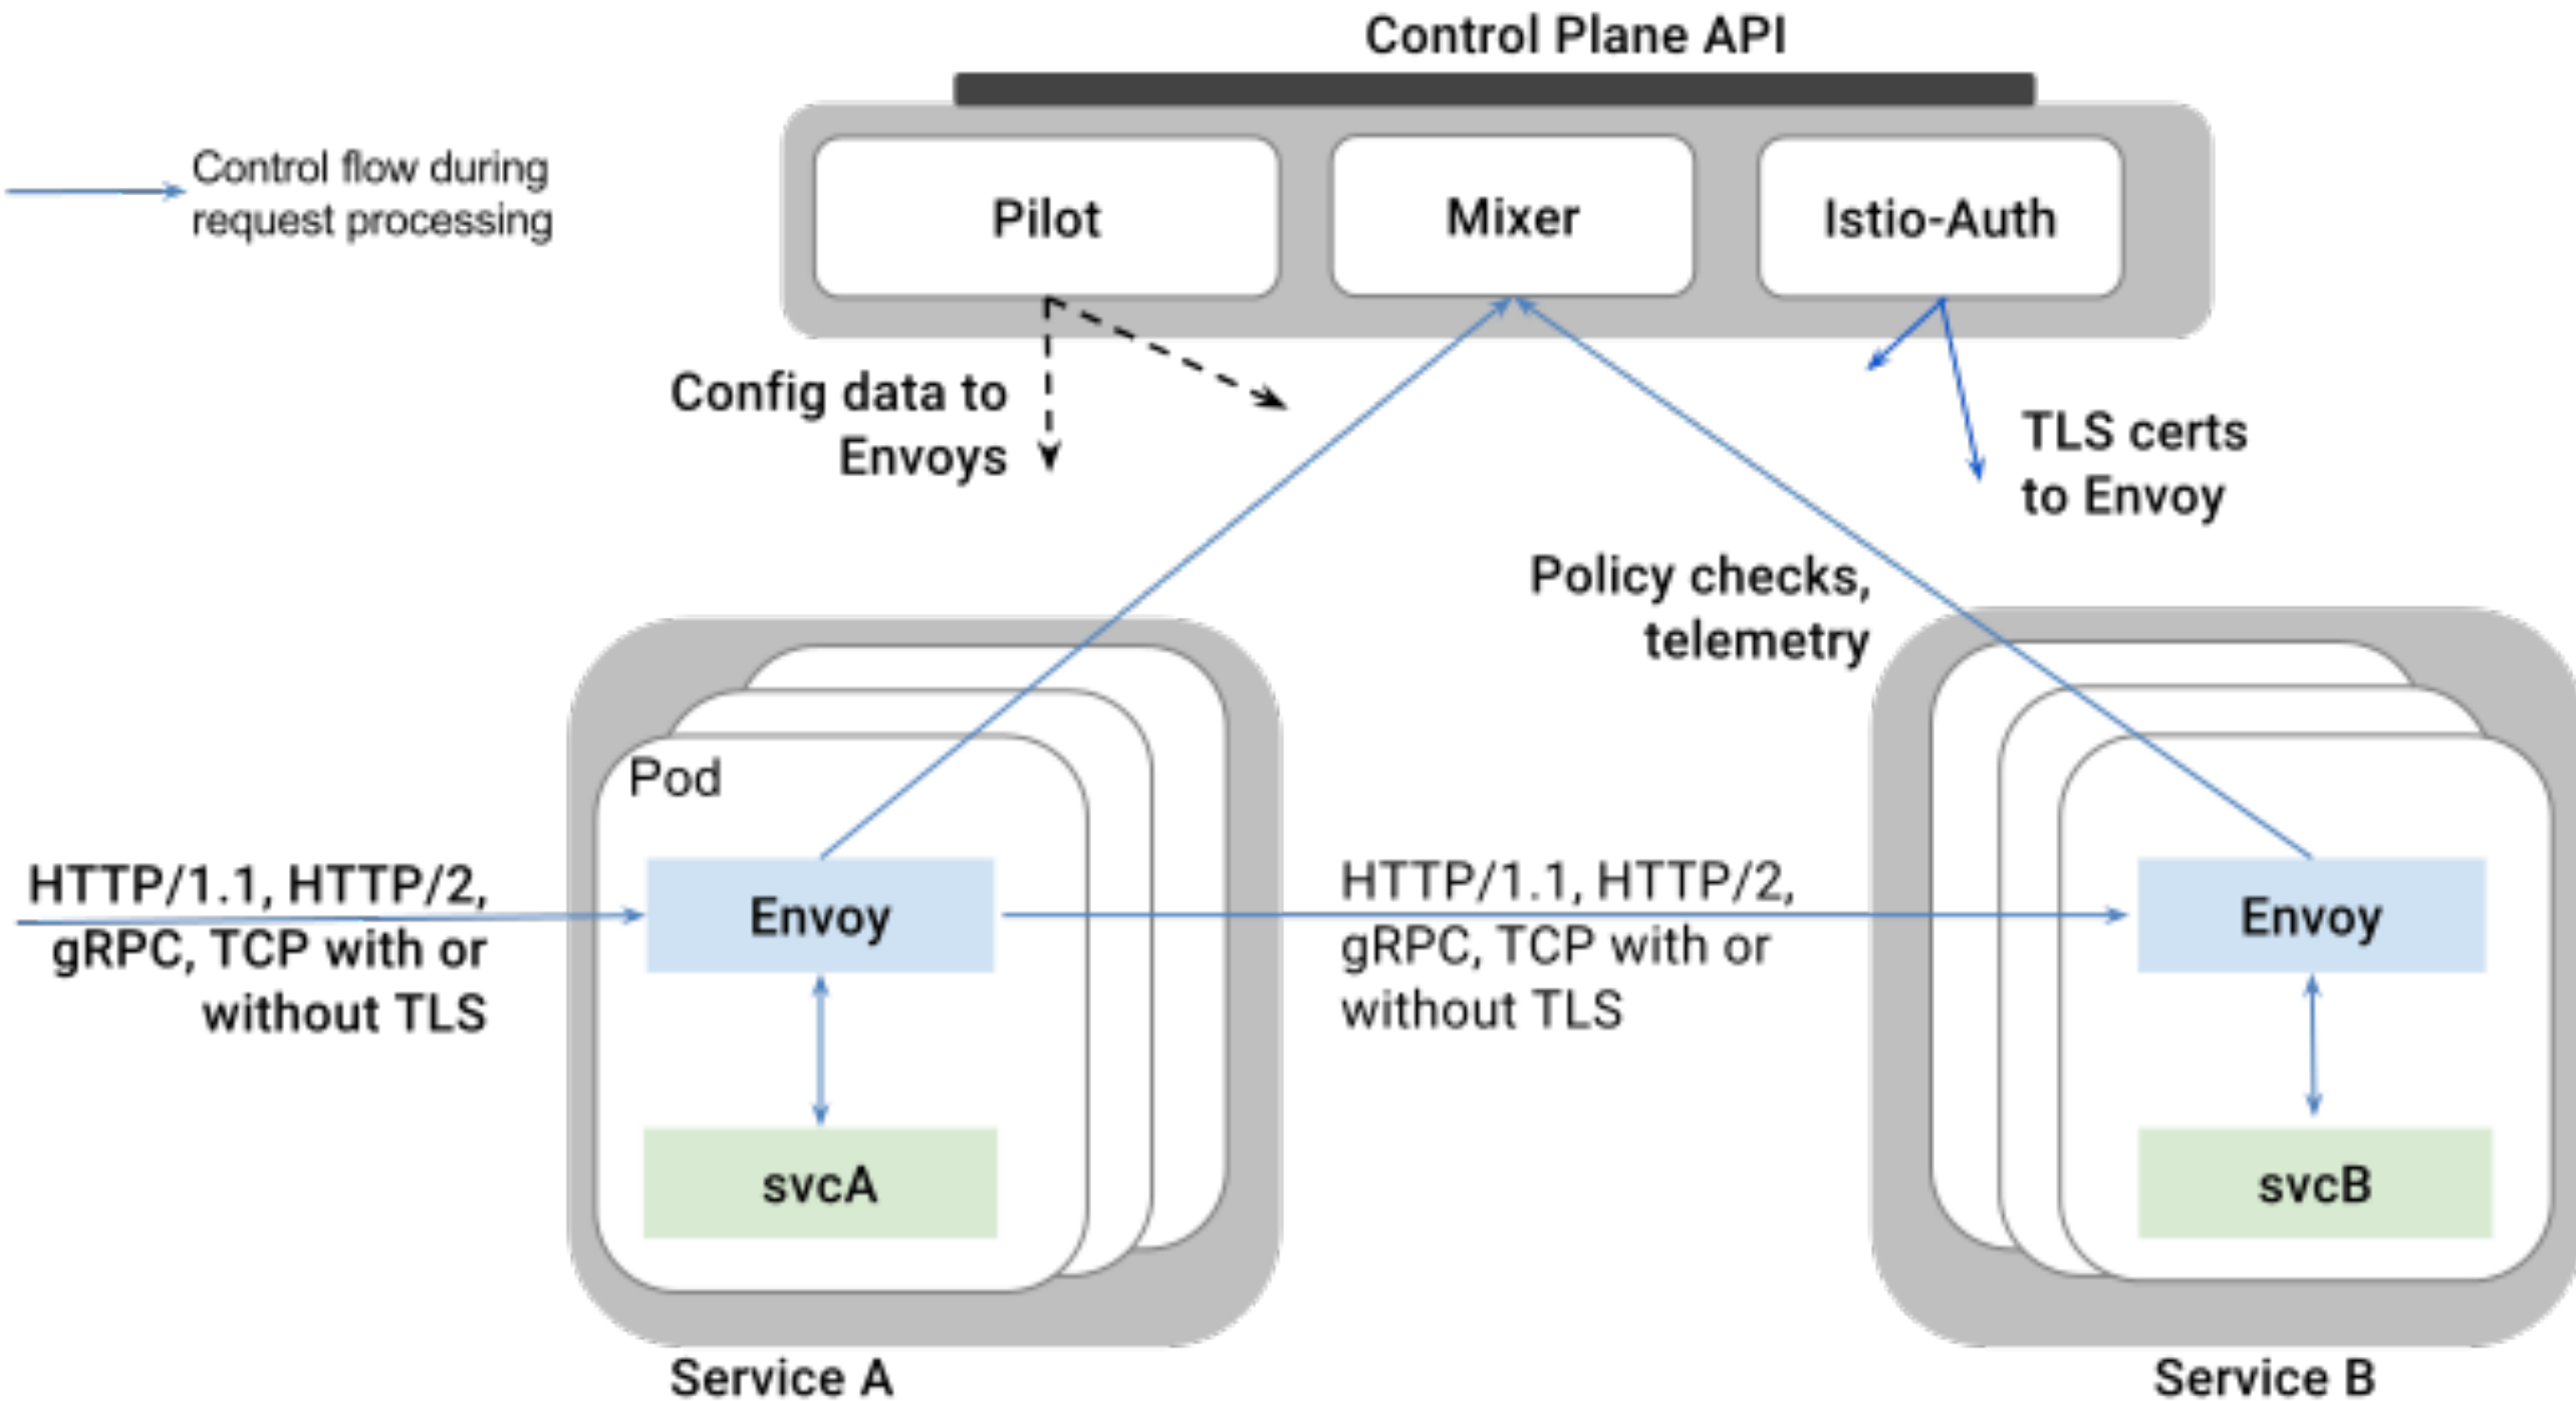 Control Plane API
Control flow during
request processing
Pilot
Mixer
Istio-Auth
Config data to
Envoys
TLS certs
to Envoy
Policy checks,
telemetry
Pod
HTTP/1.1, HTTP/2,
gRPC, TCP with or
without TLS
Envoy
HTTP/1.1, HTTP/2,
gRPC, TCP with or
without TLS
Envoy
svcA
svcB
Service A
Service B